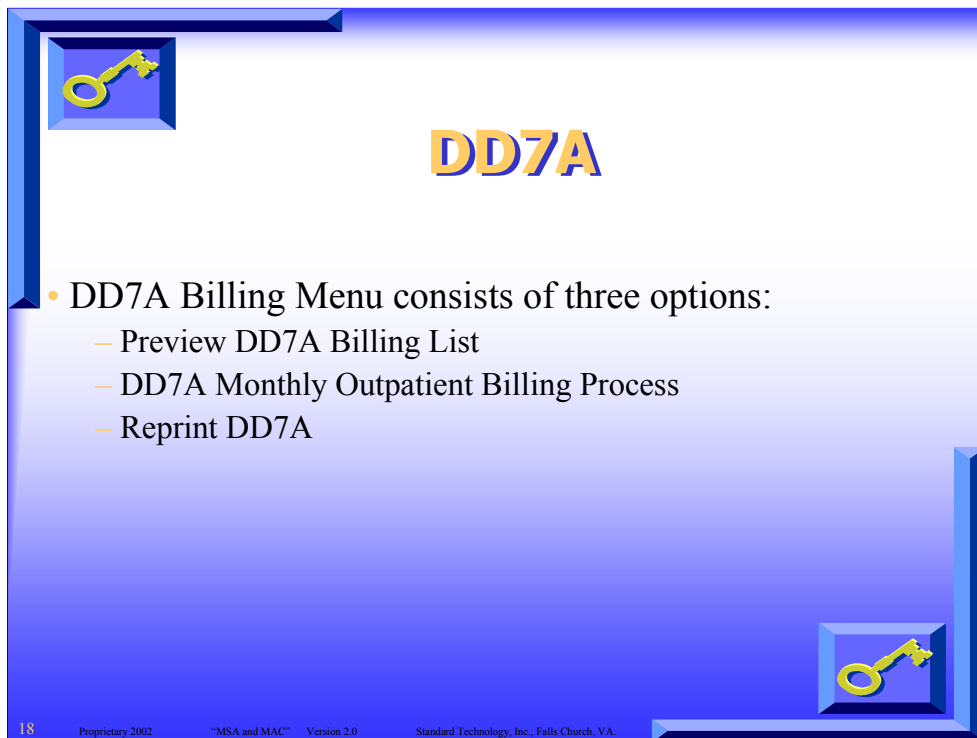 DD7A
• DD7A Billing Menu consists of three options:
– Preview DD7A Billing List
– DD7A Monthly Outpatient Billing Process
– Reprint DD7A
18 Proprietary 2002 “MSA and MAC” Version 2.0 Standard Technology, Inc., Falls Church, VA.